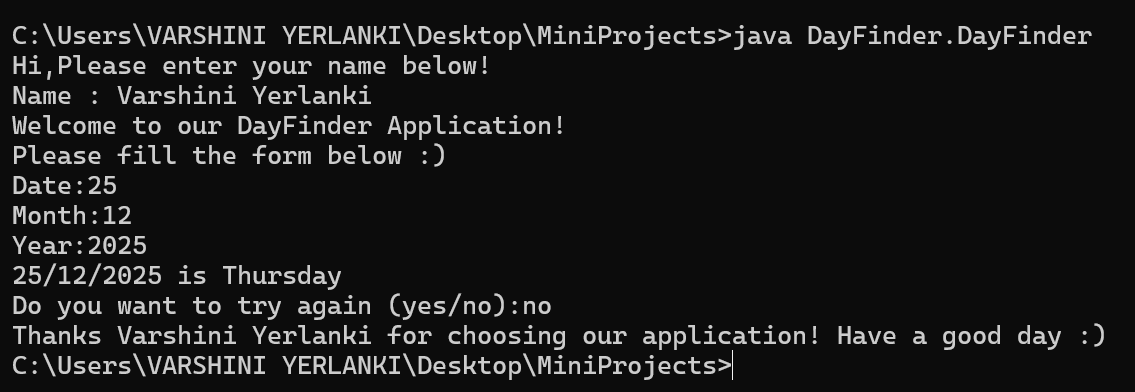 C:\Users\VARSHINI YERLANKI\Desktop\MiniProjects>java DayFinder.DayFinder
Hi,Please enter your name below!
Name : Varshini Yerlanki
Welcome to our DayFinder Application!
Please fill the form below :)
Date:25
Month:12
Year:2025
25/12/2025 is Thursday
Do you want to try again (yes/no):no
Thanks Varshini Yerlanki for choosing our application! Have a good day :)
C:\Users\VARSHINI YERLANKI\Desktop\MiniProjects>